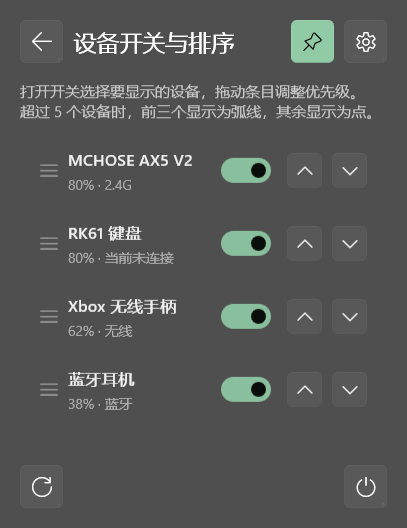 设备开关与排序
打开开关选择要显示的设备，拖动条目调整优先级。
超过 5 个设备时，前三个显示为弧线，其余显示为点。
MCHOSE AX5 V2
80% · 2.4G
RK61 键盘
80% · 当前未连接
Xbox 无线手柄
62% · 无线
蓝牙耳机
38% · 蓝牙